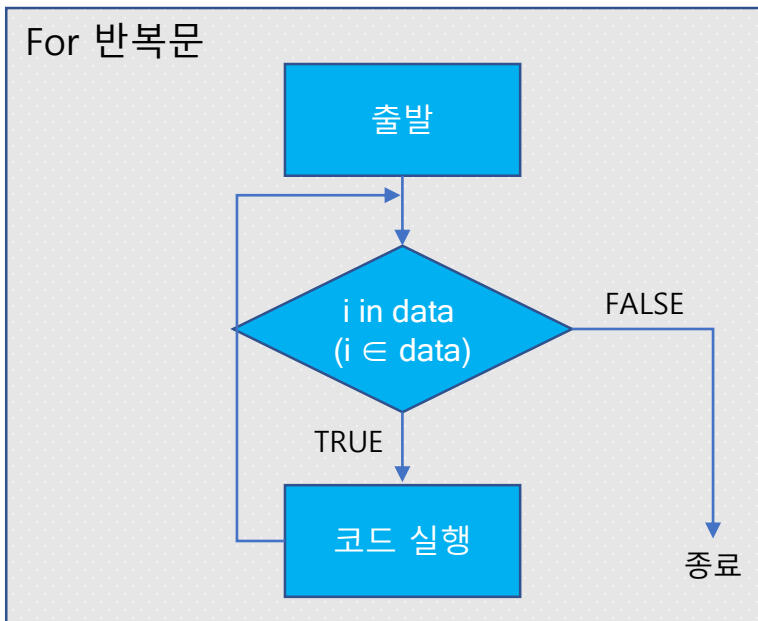 For 반복문
출발
i in data
(i ∈ data)
FALSE
TRUE
코드 실행
종료